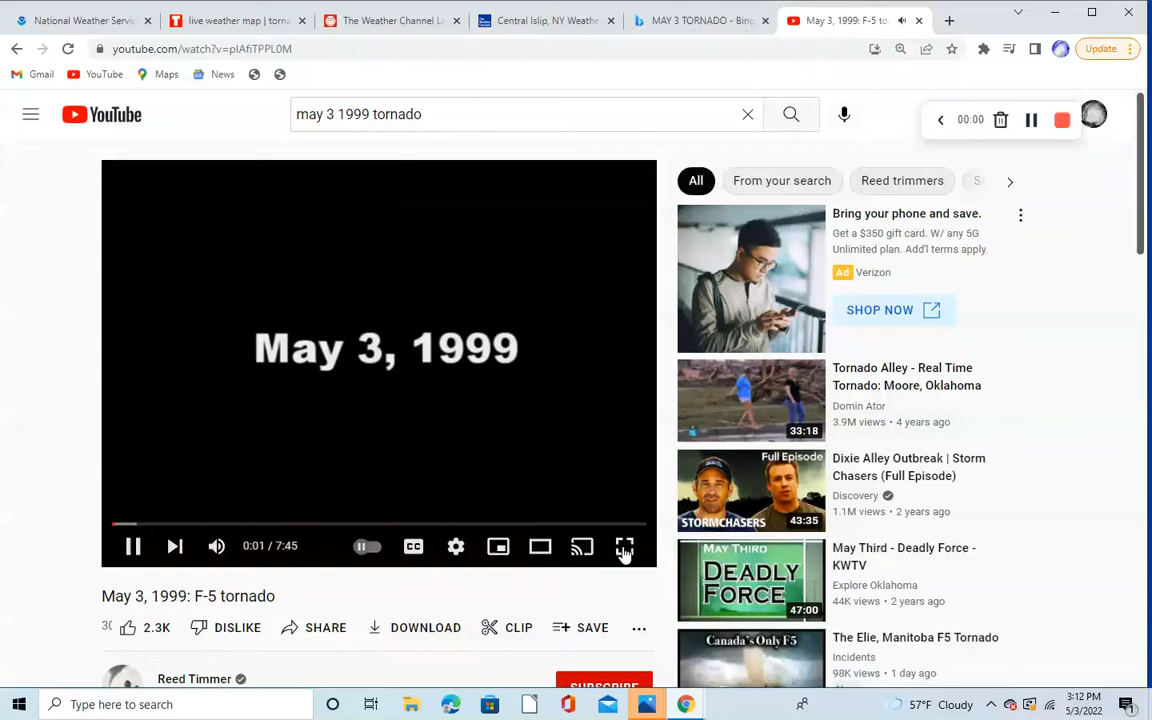 National Weather Servic
live weather map | torna
The Weather Channel Li
Central Islip, NY Weathe
MAY 3 TORNADO - Bing
May 3, 1999: F-5 to
youtube.com/watch?v=pIAfiTPPL0M
Update
Gmail
YouTube
Maps
News
YouTube
may 3 1999 tornado
00:00
May 3, 1999
0:01 / 7:45
CC
May 3, 1999: F-5 tornado
2.3K
DISLIKE
SHARE
DOWNLOAD
CLIP
SAVE
Reed Timmer
SUBSCRIBE
All
From your search
Reed trimmers
Bring your phone and save.
Get a $350 gift card. W/ any 5G
Unlimited plan. Add'l terms apply.
Ad Verizon
SHOP NOW
33:18
Tornado Alley - Real Time
Tornado: Moore, Oklahoma
Domin Ator
3.9M views • 4 years ago
Full Episode
STORMCHASERS
43:35
Dixie Alley Outbreak | Storm
Chasers (Full Episode)
Discovery
1.1M views • 2 years ago
MAY THIRD
DEADLY
FORCE
47:00
May Third - Deadly Force -
KWTV
Explore Oklahoma
44K views • 2 years ago
Canada's Only F5
The Elie, Manitoba F5 Tornado
Incidents
98K views • 1 day ago
Type here to search
57°F Cloudy
3:12 PM
5/3/2022
1